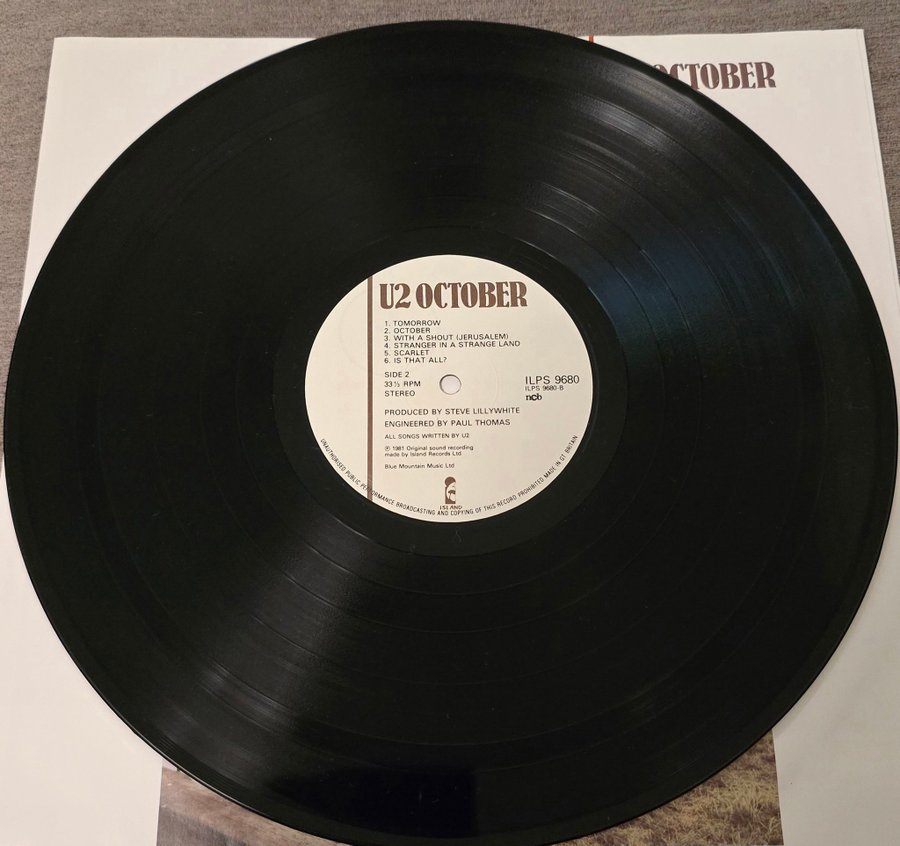 OCTOBER
U2 OCTOBER
1. TOMORROW
2. OCTOBER
3. WITH A SHOUT (JERUSALEM)
4. STRANGER IN A STRANGE LAND
5. SCARLET
6. IS THAT ALL?
SIDE 2
33⅓ RPM
STEREO
ILPS 9680
ILPS 9680-B
ncb
PRODUCED BY STEVE LILLYWHITE
ENGINEERED BY PAUL THOMAS
ALL SONGS WRITTEN BY U2
℗ 1981 Original sound recording
made by Island Records Ltd
Blue Mountain Music Ltd
ISLAND
UNAUTHORISED PUBLIC PERFORMANCE BROADCASTING AND COPYING OF THIS RECORD PROHIBITED MADE IN GT BRITAIN